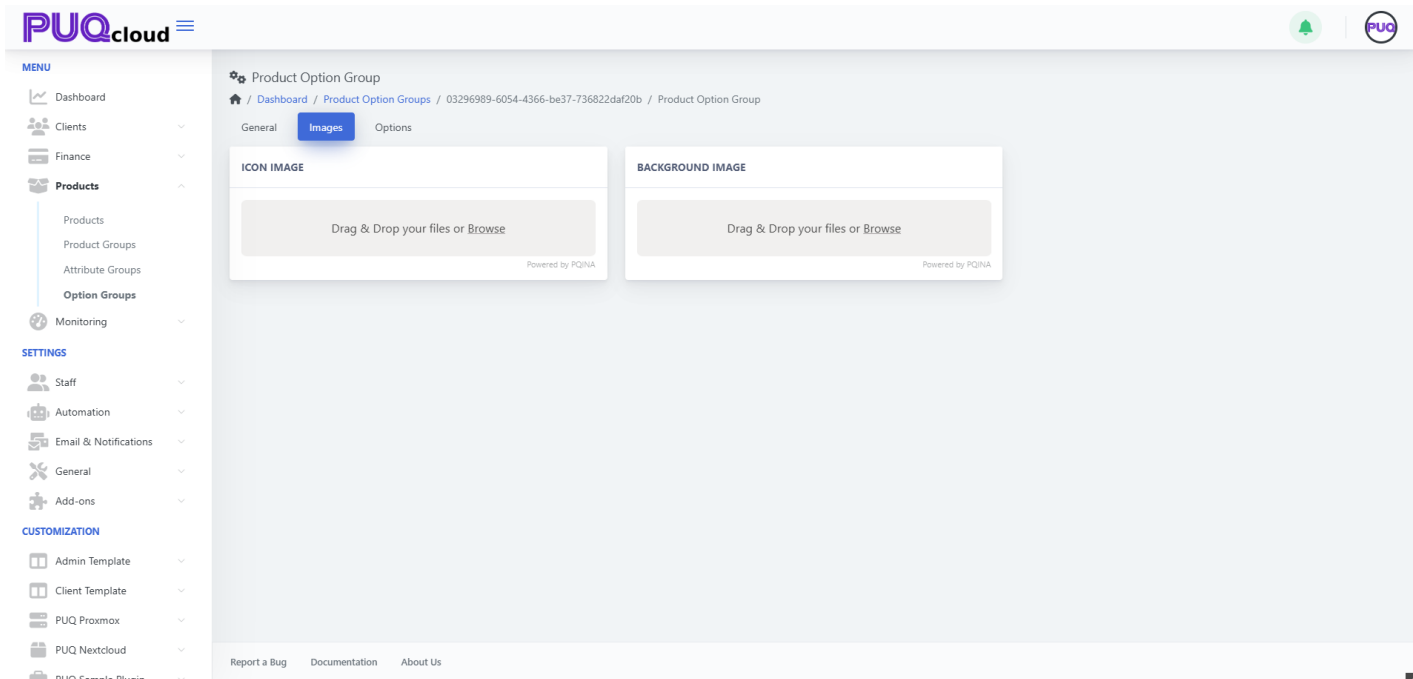 PUQcloud
PUQ
MENU
Dashboard
Clients
Finance
Products
Products
Product Groups
Attribute Groups
Option Groups
Monitoring
SETTINGS
Staff
Automation
Email & Notifications
General
Add-ons
CUSTOMIZATION
Admin Template
Client Template
PUQ Proxmox
PUQ Nextcloud
PUQ Sample Plugin
Product Option Group
/ Dashboard / Product Option Groups / 03296989-6054-4366-be37-736822daf20b / Product Option Group
General Images Options
ICON IMAGE
Drag & Drop your files or Browse
Powered by PQINA
BACKGROUND IMAGE
Drag & Drop your files or Browse
Powered by PQINA
Report a Bug Documentation About Us